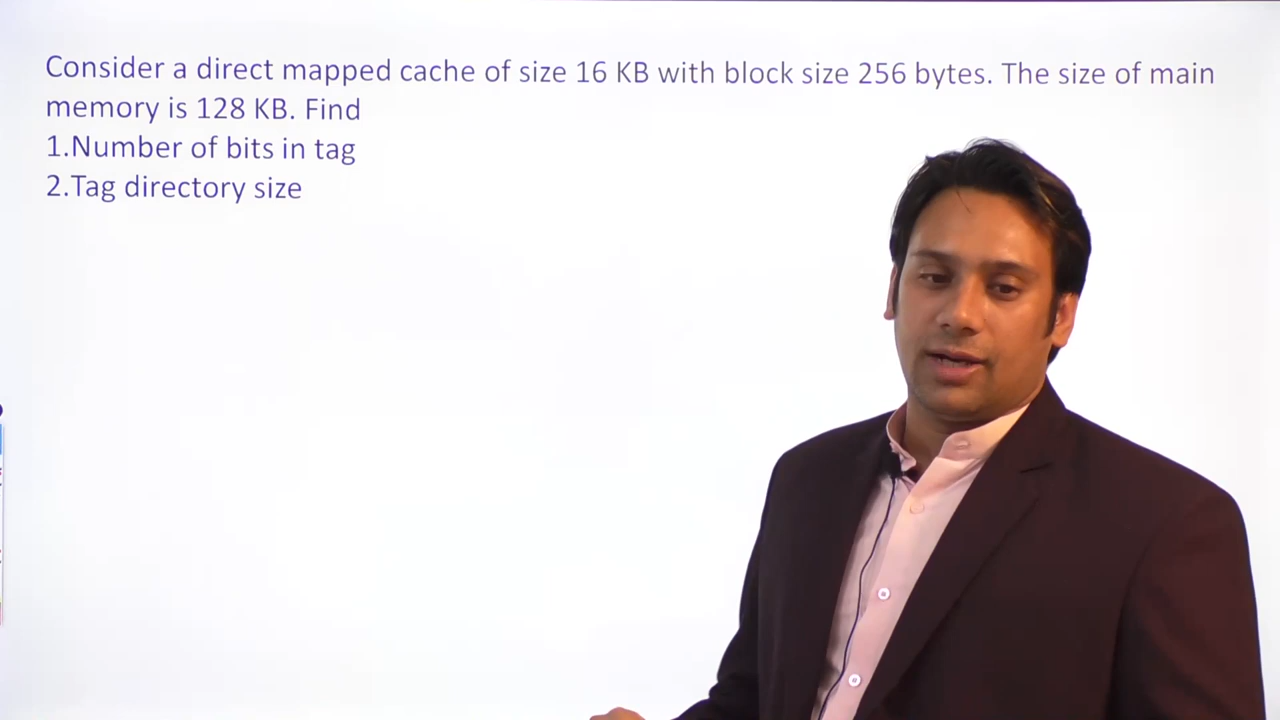 Consider a direct mapped cache of size 16 KB with block size 256 bytes. The size of main
memory is 128 KB. Find
1.Number of bits in tag
2.Tag directory size